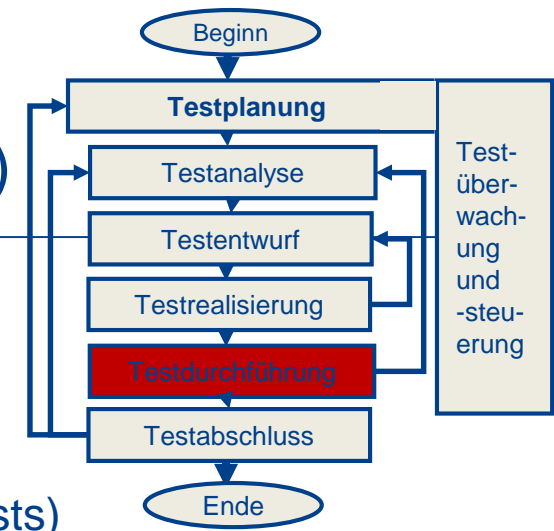 Beginn
Testplanung
)
Testanalyse
Testentwurf
Testrealisierung
Testdurchführung
Testabschluss
Ende
Test-
über-
wach-
ung
und
-steu-
erung
sts)